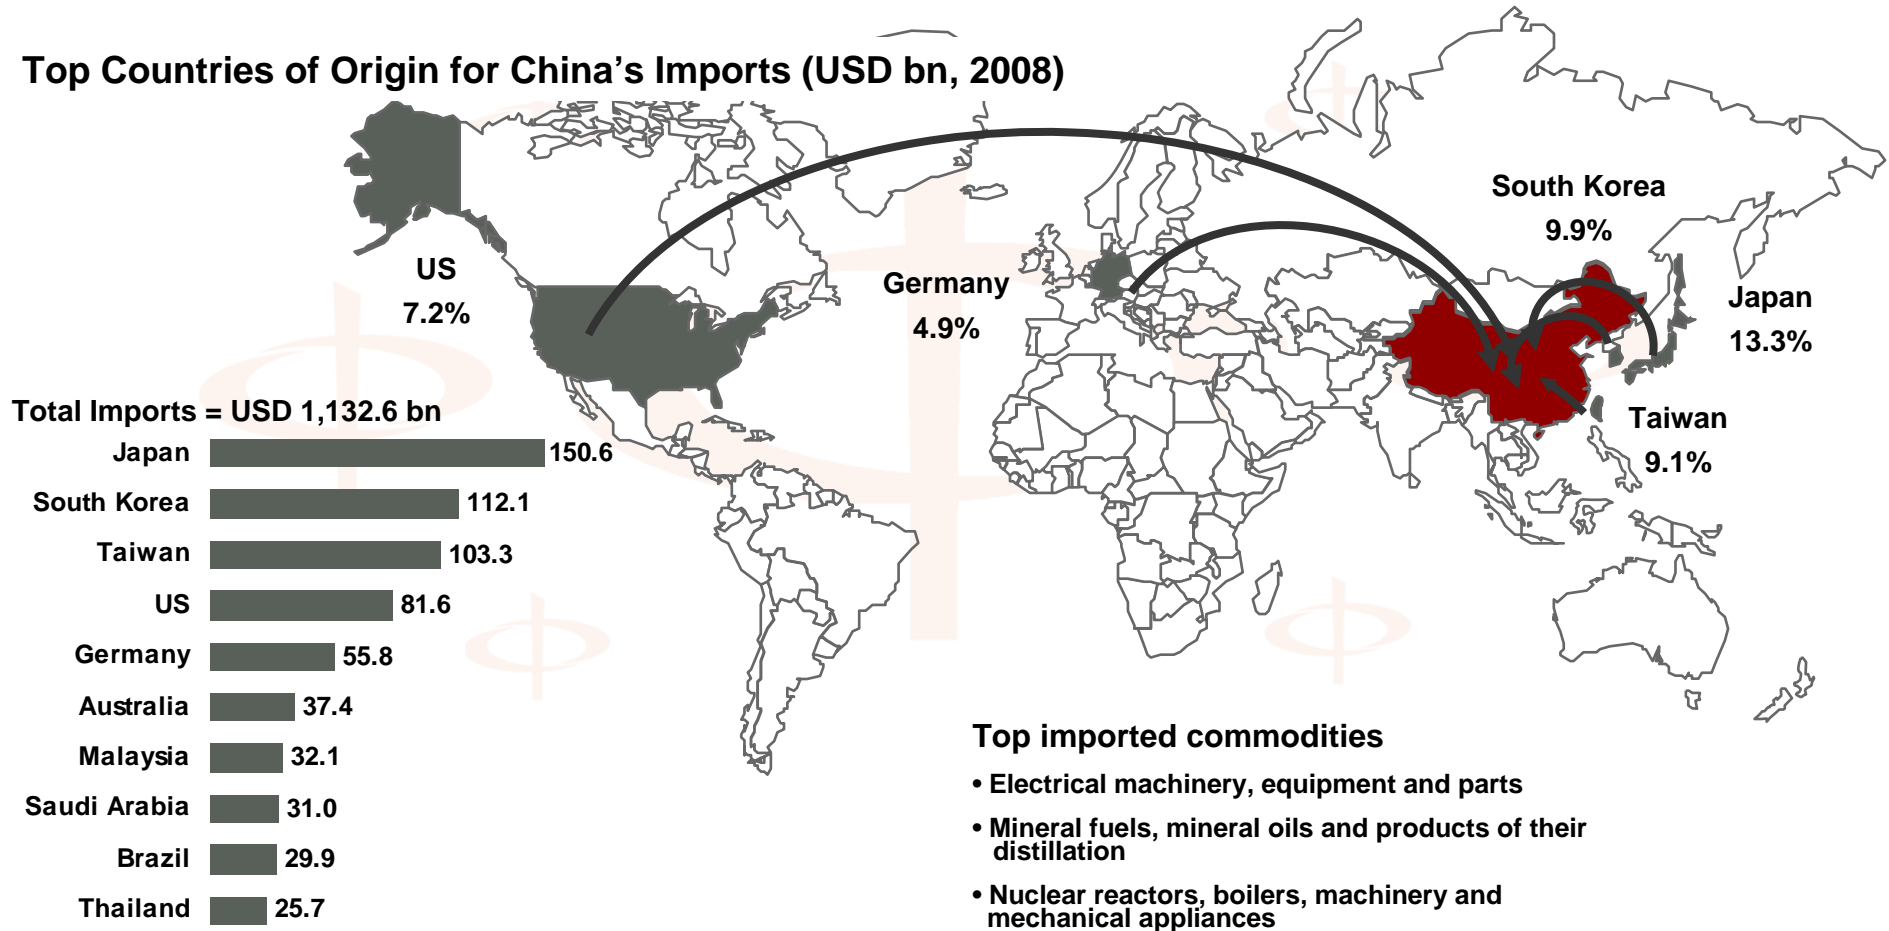 Top Countries of Origin for China’s Imports (USD bn, 2008)
South Korea
9.9%
US
7.2%
Germany
4.9%
Japan
13.3%
Taiwan
9.1%
Total Imports = USD 1,132.6 bn
Japan 150.6
South Korea 112.1
Taiwan 103.3
US 81.6
Germany 55.8
Australia 37.4
Malaysia 32.1
Saudi Arabia 31.0
Brazil 29.9
Thailand 25.7
Top imported commodities
• Electrical machinery, equipment and parts
• Mineral fuels, mineral oils and products of their
distillation
• Nuclear reactors, boilers, machinery and
mechanical appliances